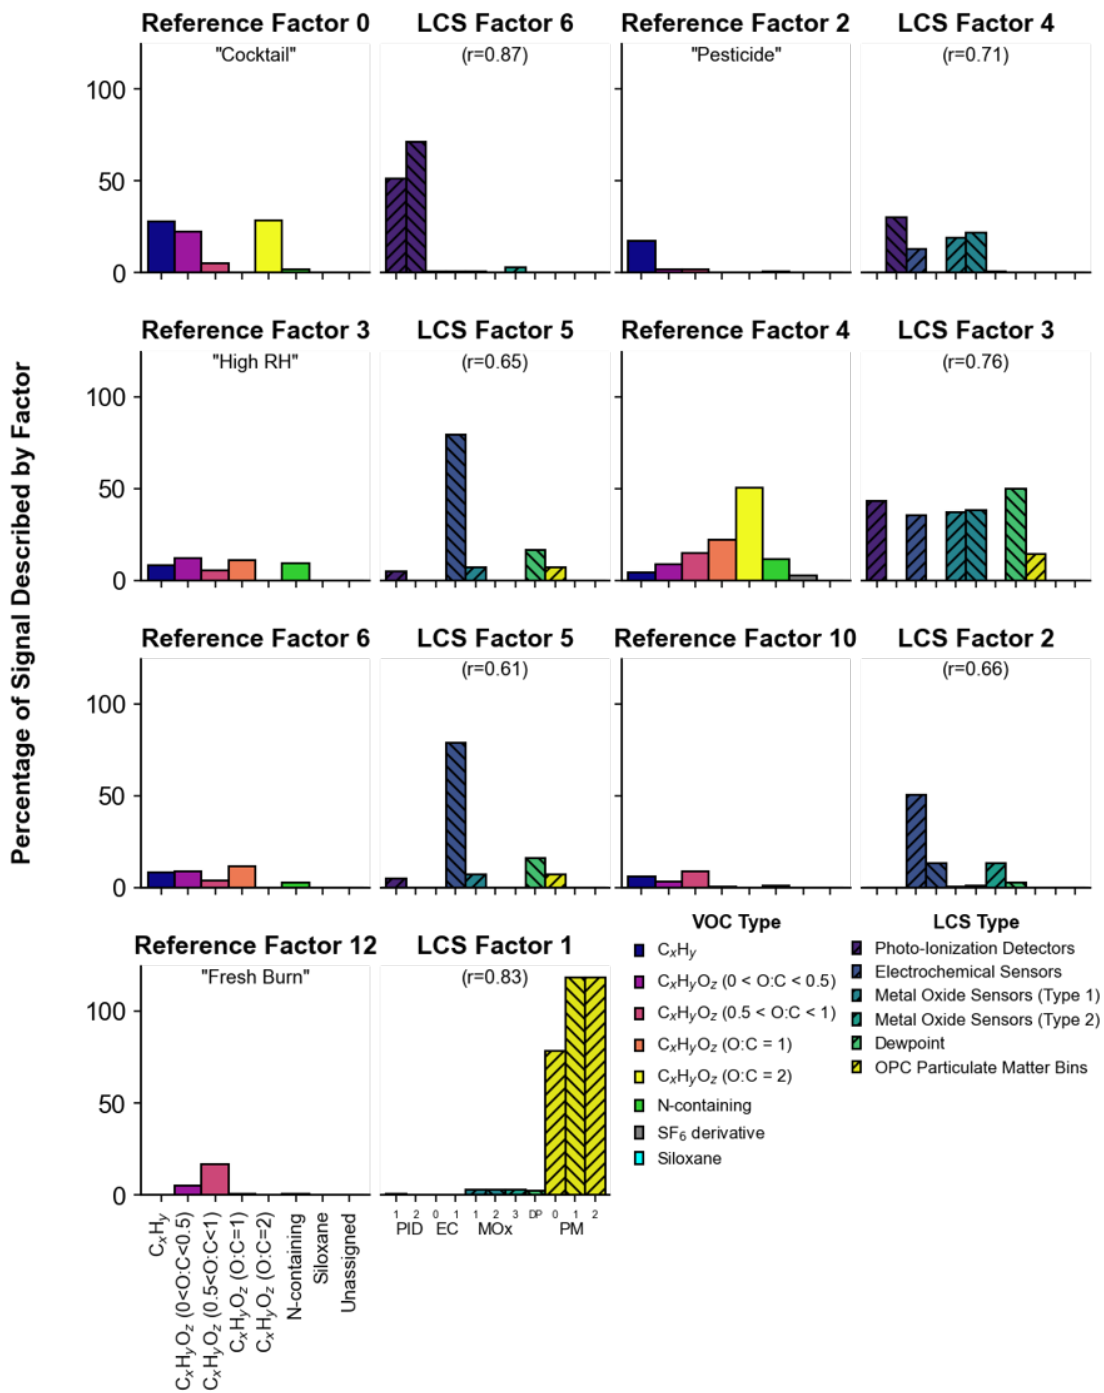 Reference Factor 0
LCS Factor 6
Reference Factor 2
LCS Factor 4
"Cocktail"
(r=0.87)
"Pesticide"
(r=0.71)
100
50
0
Reference Factor 3
LCS Factor 5
Reference Factor 4
LCS Factor 3
"High RH"
(r=0.65)
(r=0.76)
100
50
0
Percentage of Signal Described by Factor
Reference Factor 6
LCS Factor 5
Reference Factor 10
LCS Factor 2
(r=0.61)
(r=0.66)
100
50
0
Reference Factor 12
LCS Factor 1
"Fresh Burn"
(r=0.83)
100
50
0
VOC Type
CxHy
CxHyOz (0 < O:C < 0.5)
CxHyOz (0.5 < O:C < 1)
CxHyOz (O:C = 1)
CxHyOz (O:C = 2)
N-containing
SF6 derivative
Siloxane
LCS Type
Photo-Ionization Detectors
Electrochemical Sensors
Metal Oxide Sensors (Type 1)
Metal Oxide Sensors (Type 2)
Dewpoint
OPC Particulate Matter Bins
CxHy
CxHyOz (0<O:C<0.5)
CxHyOz (0.5<O:C<1)
CxHyOz (O:C=1)
CxHyOz (O:C=2)
N-containing
Siloxane
Unassigned
1 2 0 1 1 2 3 DP 0 1 2
PID EC MOx PM